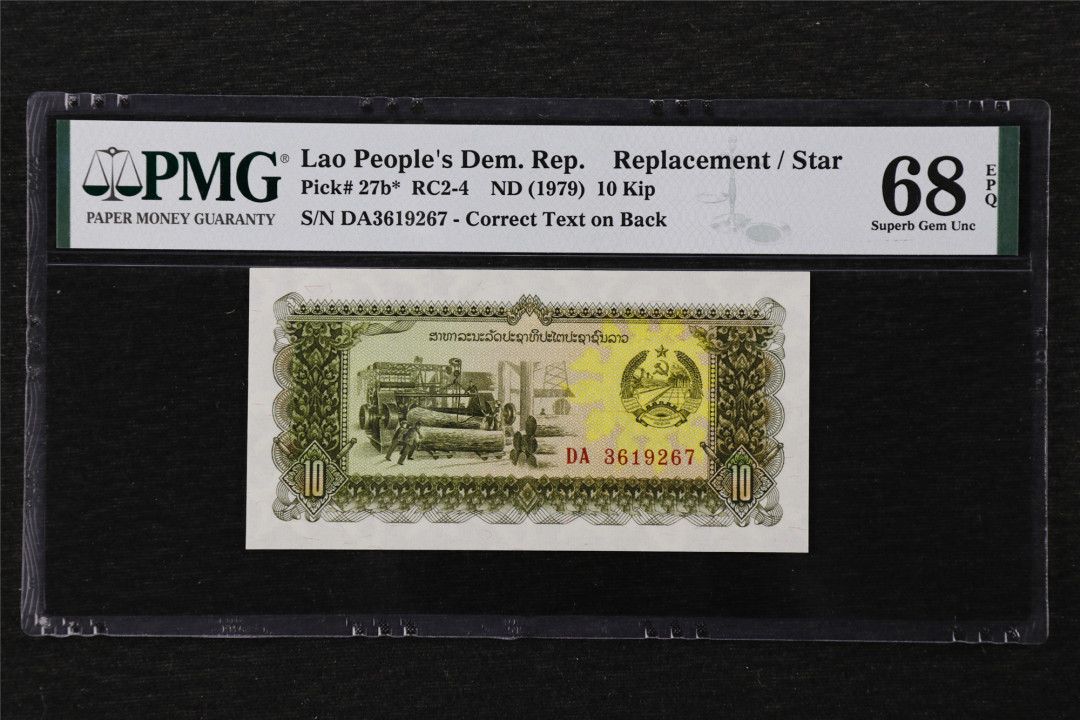 PMG®
PAPER MONEY GUARANTY
Lao People's Dem. Rep. Replacement / Star
Pick# 27b* RC2-4 ND (1979) 10 Kip
S/N DA3619267 - Correct Text on Back
68
EPQ
Superb Gem Unc
ສາທາລະນະລັດປະຊາທິປະໄຕປະຊາຊົນລາວ
DA 3619267
10
10